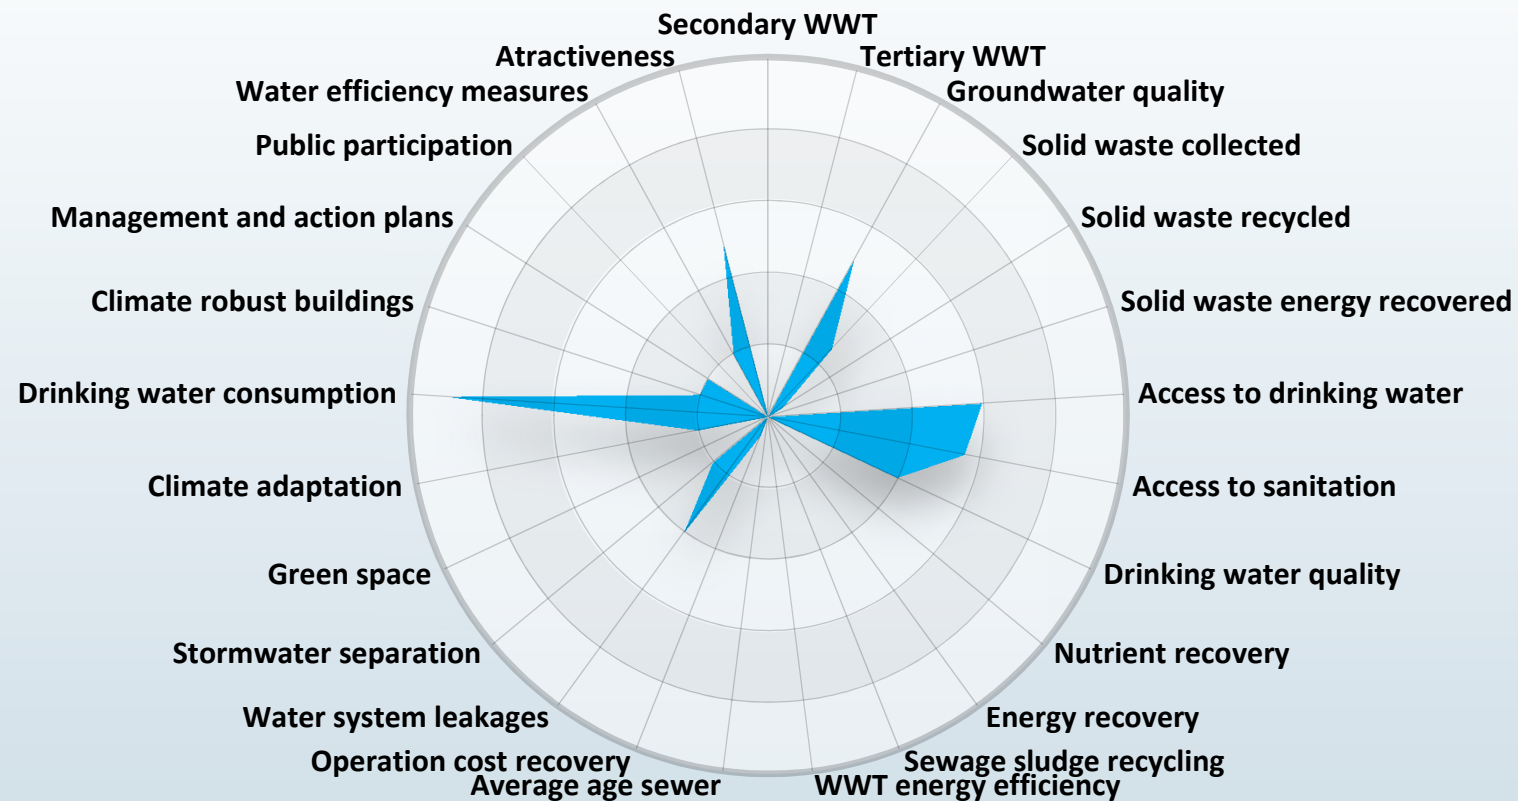 Secondary WWT
Tertiary WWT
Groundwater quality
Solid waste collected
Solid waste recycled
Solid waste energy recovered
Access to drinking water
Access to sanitation
Drinking water quality
Nutrient recovery
Energy recovery
Sewage sludge recycling
WWT energy efficiency
Average age sewer
Operation cost recovery
Water system leakages
Stormwater separation
Green space
Climate adaptation
Drinking water consumption
Climate robust buildings
Management and action plans
Public participation
Water efficiency measures
Atractiveness